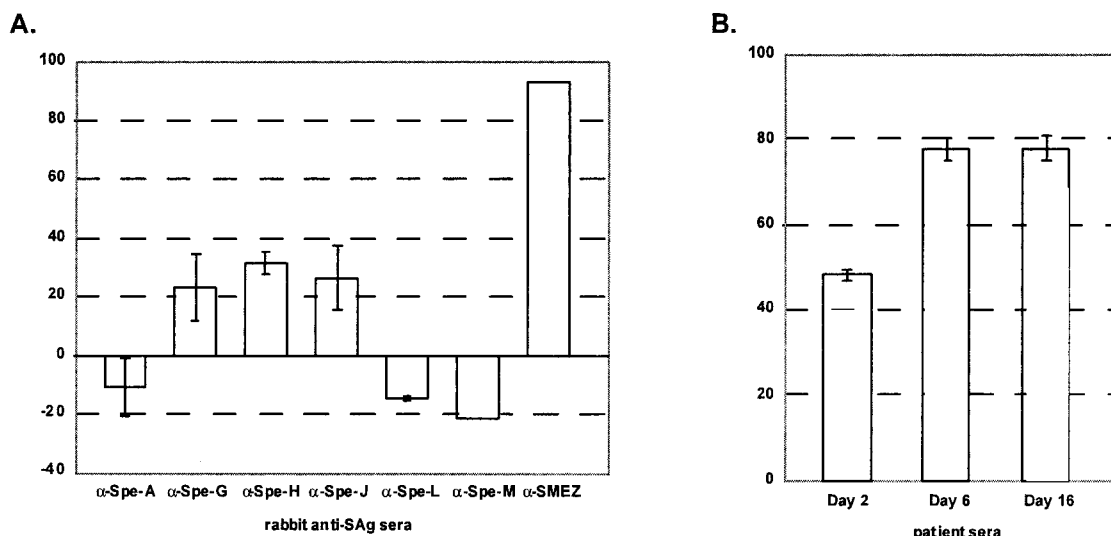 A.
100
80
60
40
20
0
-20
-40
α-Spe-A α-Spe-G α-Spe-H α-Spe-J α-Spe-L α-Spe-M α-SMEZ
rabbit anti-SAg sera
B.
100
80
60
40
20
0
Day 2 Day 6 Day 16
patient sera